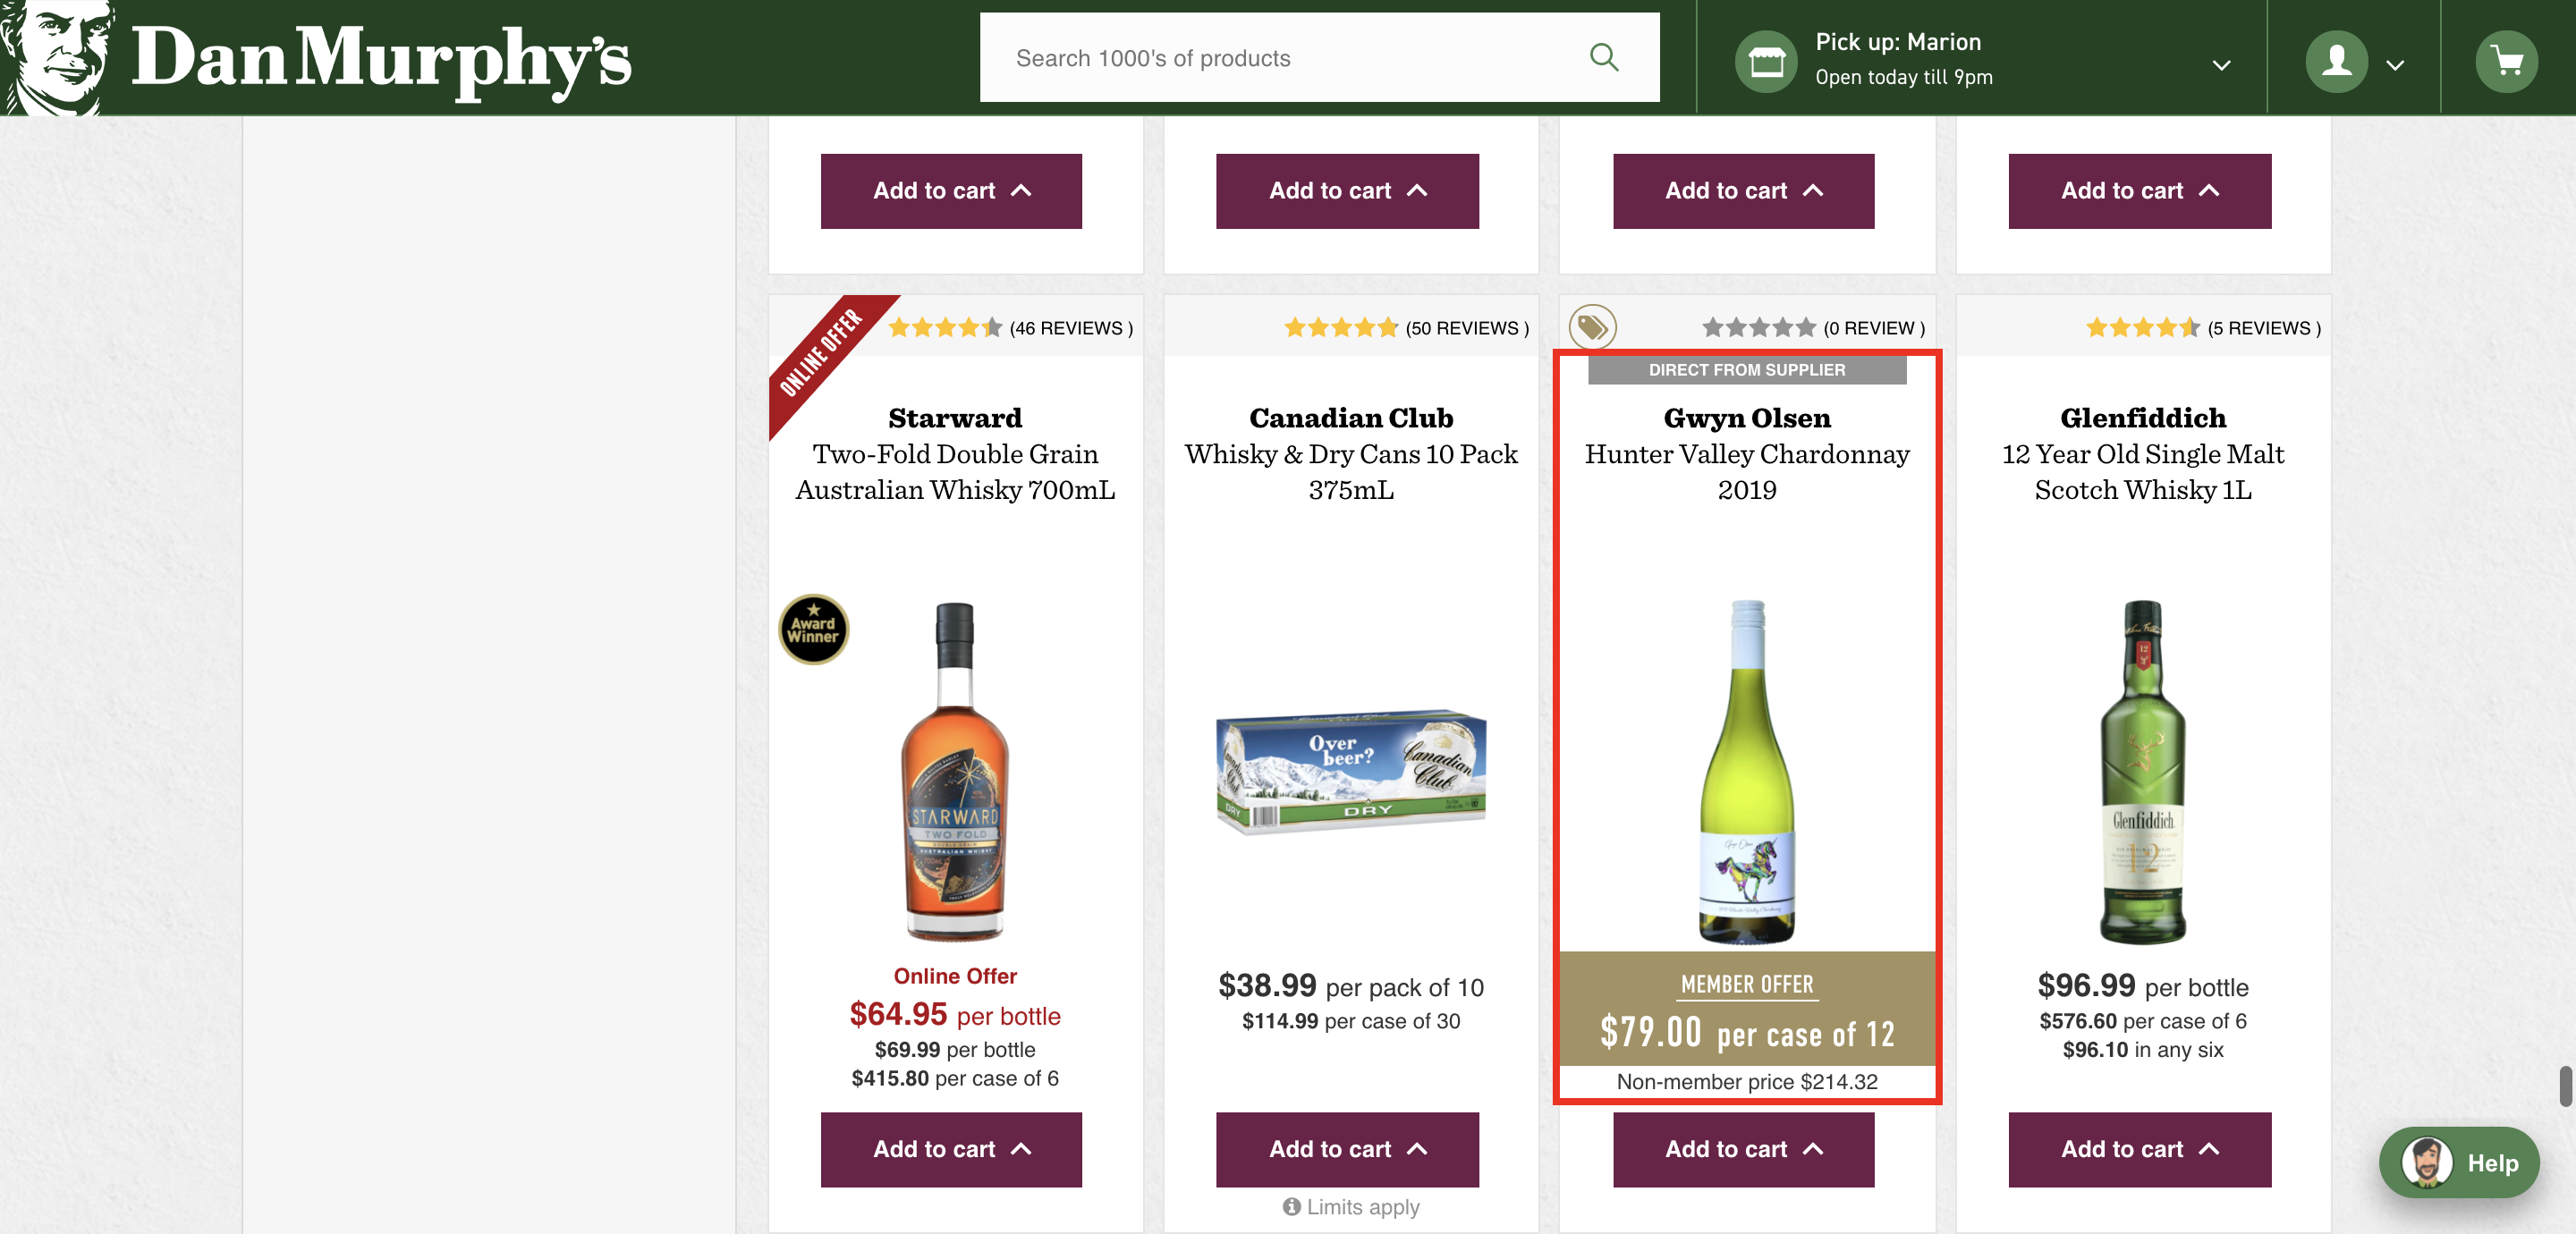 Dan Murphy's
Search 1000's of products
Pick up: Marion
Open today till 9pm
Add to cart
Add to cart
Add to cart
Add to cart
ONLINE OFFER
(46 REVIEWS )
Starward
Two-Fold Double Grain
Australian Whisky 700mL
Award
Winner
STARWARD
TWO FOLD
AUSTRALIAN WHISKY
Online Offer
$64.95 per bottle
$69.99 per bottle
$415.80 per case of 6
Add to cart
(50 REVIEWS )
Canadian Club
Whisky & Dry Cans 10 Pack
375mL
Over
beer?
Canadian
Club
DRY
DRY
$38.99 per pack of 10
$114.99 per case of 30
Add to cart
Limits apply
(0 REVIEW )
DIRECT FROM SUPPLIER
Gwyn Olsen
Hunter Valley Chardonnay
2019
MEMBER OFFER
$79.00 per case of 12
Non-member price $214.32
Add to cart
(5 REVIEWS )
Glenfiddich
12 Year Old Single Malt
Scotch Whisky 1L
12
Glenfiddich
12
$96.99 per bottle
$576.60 per case of 6
$96.10 in any six
Add to cart
Help